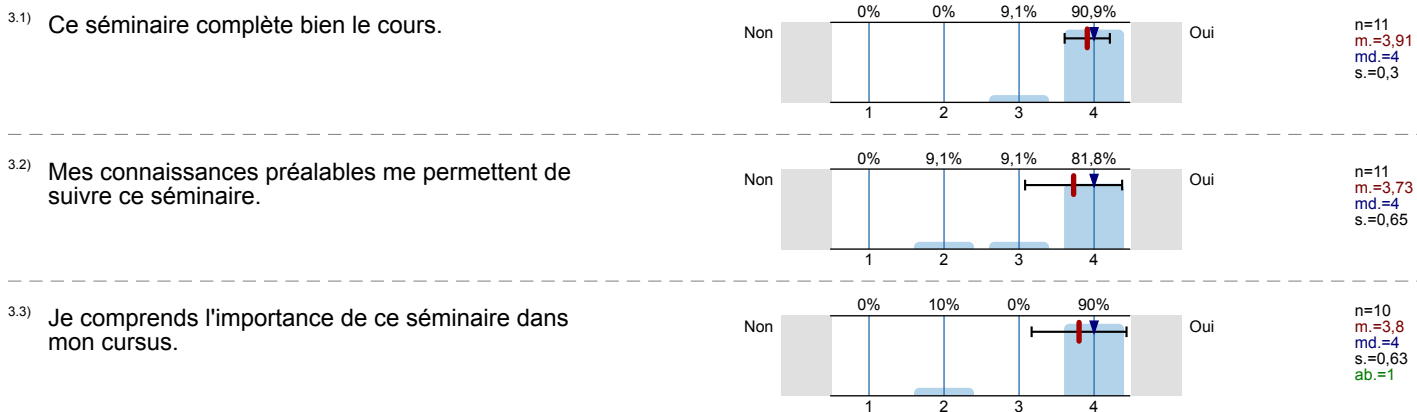 3.1) Ce séminaire complète bien le cours.
Non
0% 0% 9,1% 90,9%
1 2 3 4
Oui
n=11
m.=3,91
md.=4
s.=0,3
3.2) Mes connaissances préalables me permettent de
suivre ce séminaire.
Non
0% 9,1% 9,1% 81,8%
1 2 3 4
Oui
n=11
m.=3,73
md.=4
s.=0,65
3.3) Je comprends l'importance de ce séminaire dans
mon cursus.
Non
0% 10% 0% 90%
1 2 3 4
Oui
n=10
m.=3,8
md.=4
s.=0,63
ab.=1